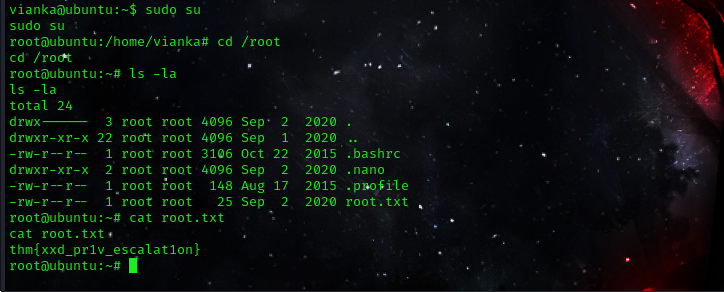 vianka@ubuntu:~$ sudo su
sudo su
root@ubuntu:/home/vianka# cd /root
cd /root
root@ubuntu:~# ls -la
ls -la
total 24
drwx------  3 root root 4096 Sep  2  2020 .
drwxr-xr-x 22 root root 4096 Sep  1  2020 ..
-rw-r--r--  1 root root 3106 Oct 22  2015 .bashrc
drwxr-xr-x  2 root root 4096 Sep  2  2020 .nano
-rw-r--r--  1 root root  148 Aug 17  2015 .profile
-rw-r--r--  1 root root   25 Sep  2  2020 root.txt
root@ubuntu:~# cat root.txt
cat root.txt
thm{xxd_pr1v_escalat1on}
root@ubuntu:~#